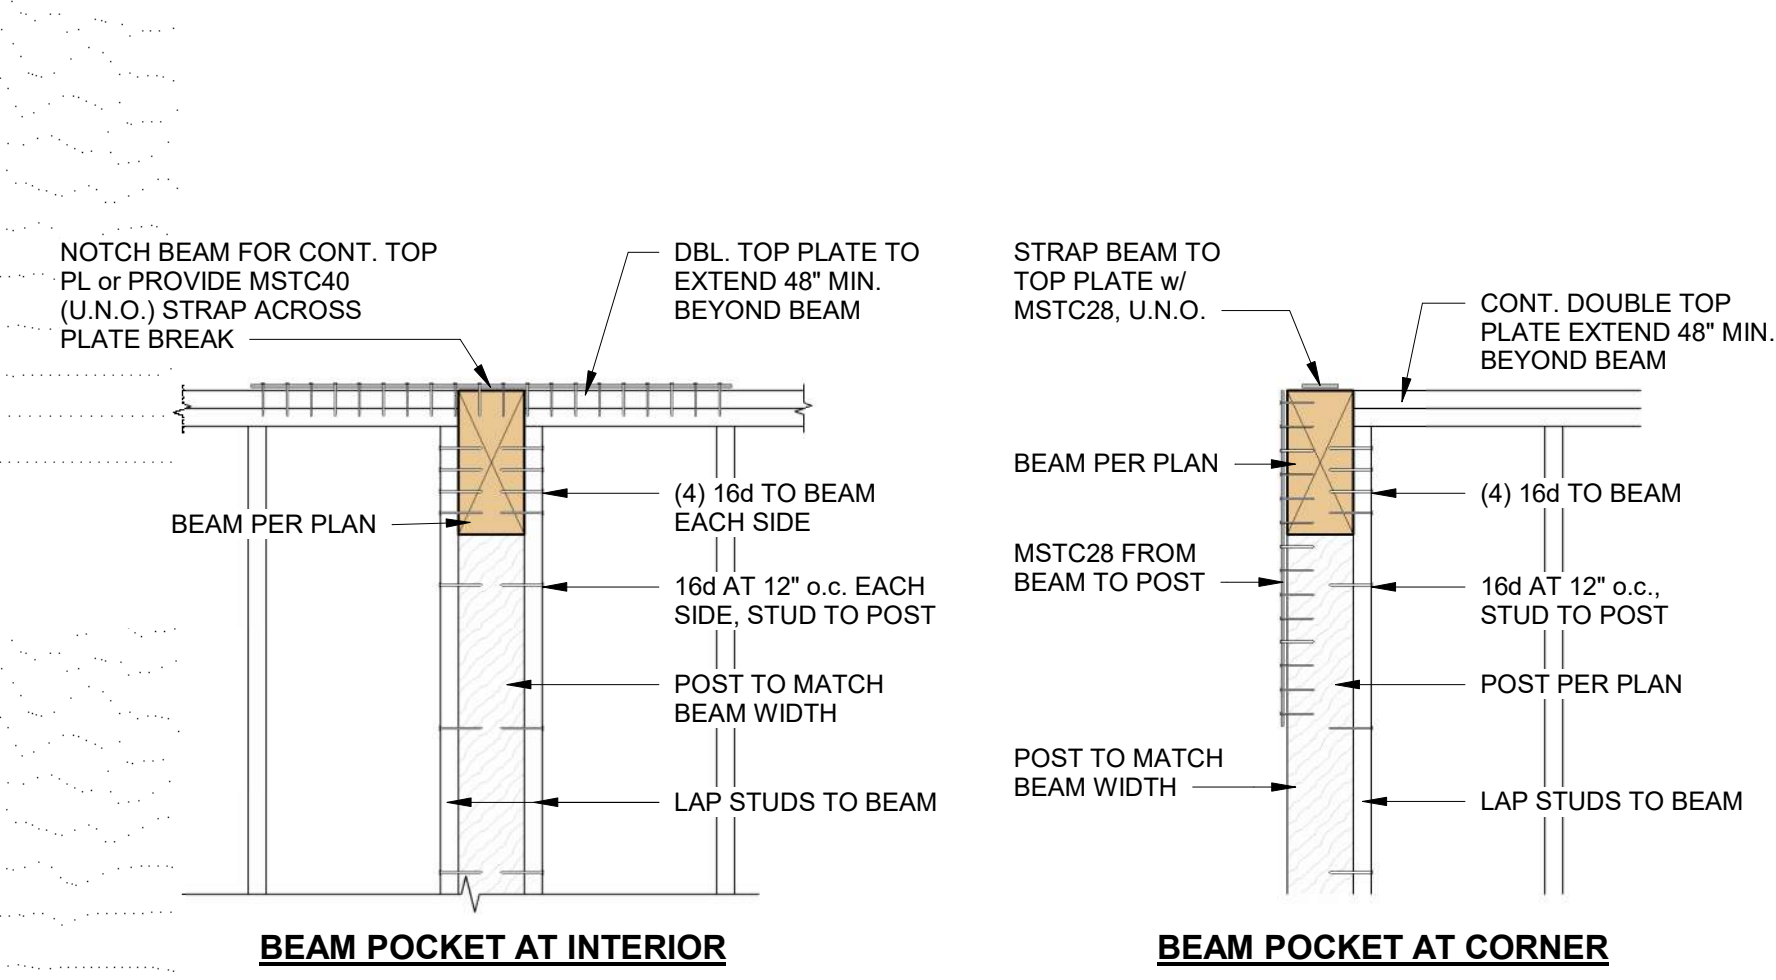 NOTCH BEAM FOR CONT. TOP
PL or PROVIDE MSTC40
(U.N.O.) STRAP ACROSS
PLATE BREAK
DBL. TOP PLATE TO
EXTEND 48" MIN.
BEYOND BEAM
BEAM PER PLAN
(4) 16d TO BEAM
EACH SIDE
16d AT 12" o.c. EACH
SIDE, STUD TO POST
POST TO MATCH
BEAM WIDTH
LAP STUDS TO BEAM
BEAM POCKET AT INTERIOR
STRAP BEAM TO
TOP PLATE w/
MSTC28, U.N.O.
CONT. DOUBLE TOP
PLATE EXTEND 48" MIN.
BEYOND BEAM
BEAM PER PLAN
(4) 16d TO BEAM
MSTC28 FROM
BEAM TO POST
16d AT 12" o.c.,
STUD TO POST
POST PER PLAN
POST TO MATCH
BEAM WIDTH
LAP STUDS TO BEAM
BEAM POCKET AT CORNER